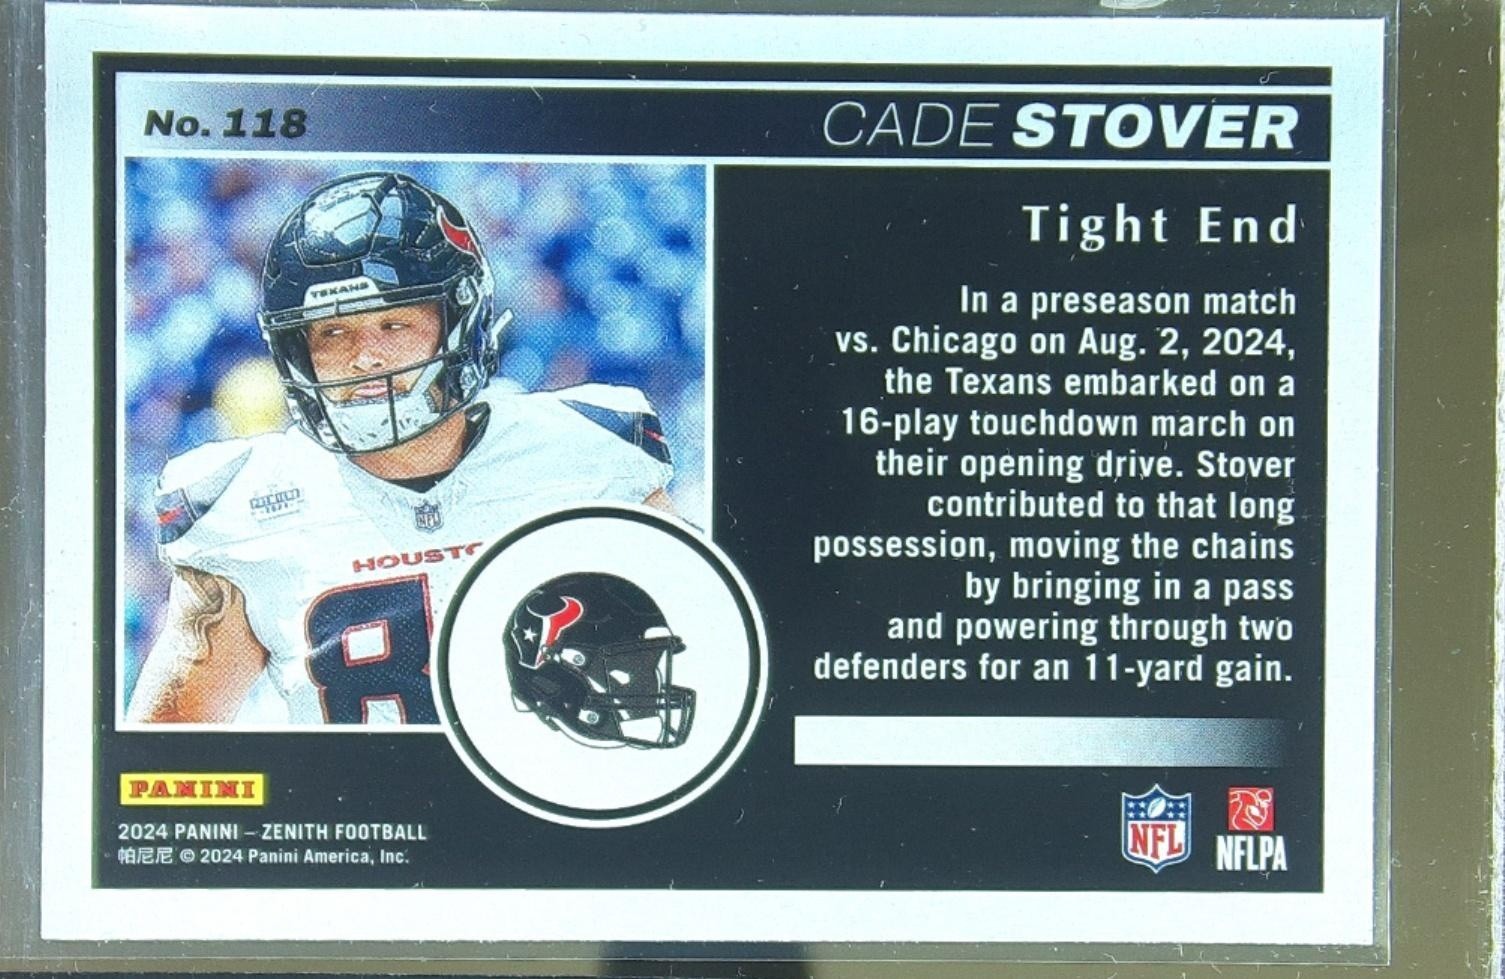 No. 118
CADE STOVER
Tight End
In a preseason match
vs. Chicago on Aug. 2, 2024,
the Texans embarked on a
16-play touchdown march on
their opening drive. Stover
contributed to that long
possession, moving the chains
by bringing in a pass
and powering through two
defenders for an 11-yard gain.
TEXANS
NFL
HOUSTO
8
PANINI
2024 PANINI – ZENITH FOOTBALL
帕尼尼 © 2024 Panini America, Inc.
NFL
NFLPA